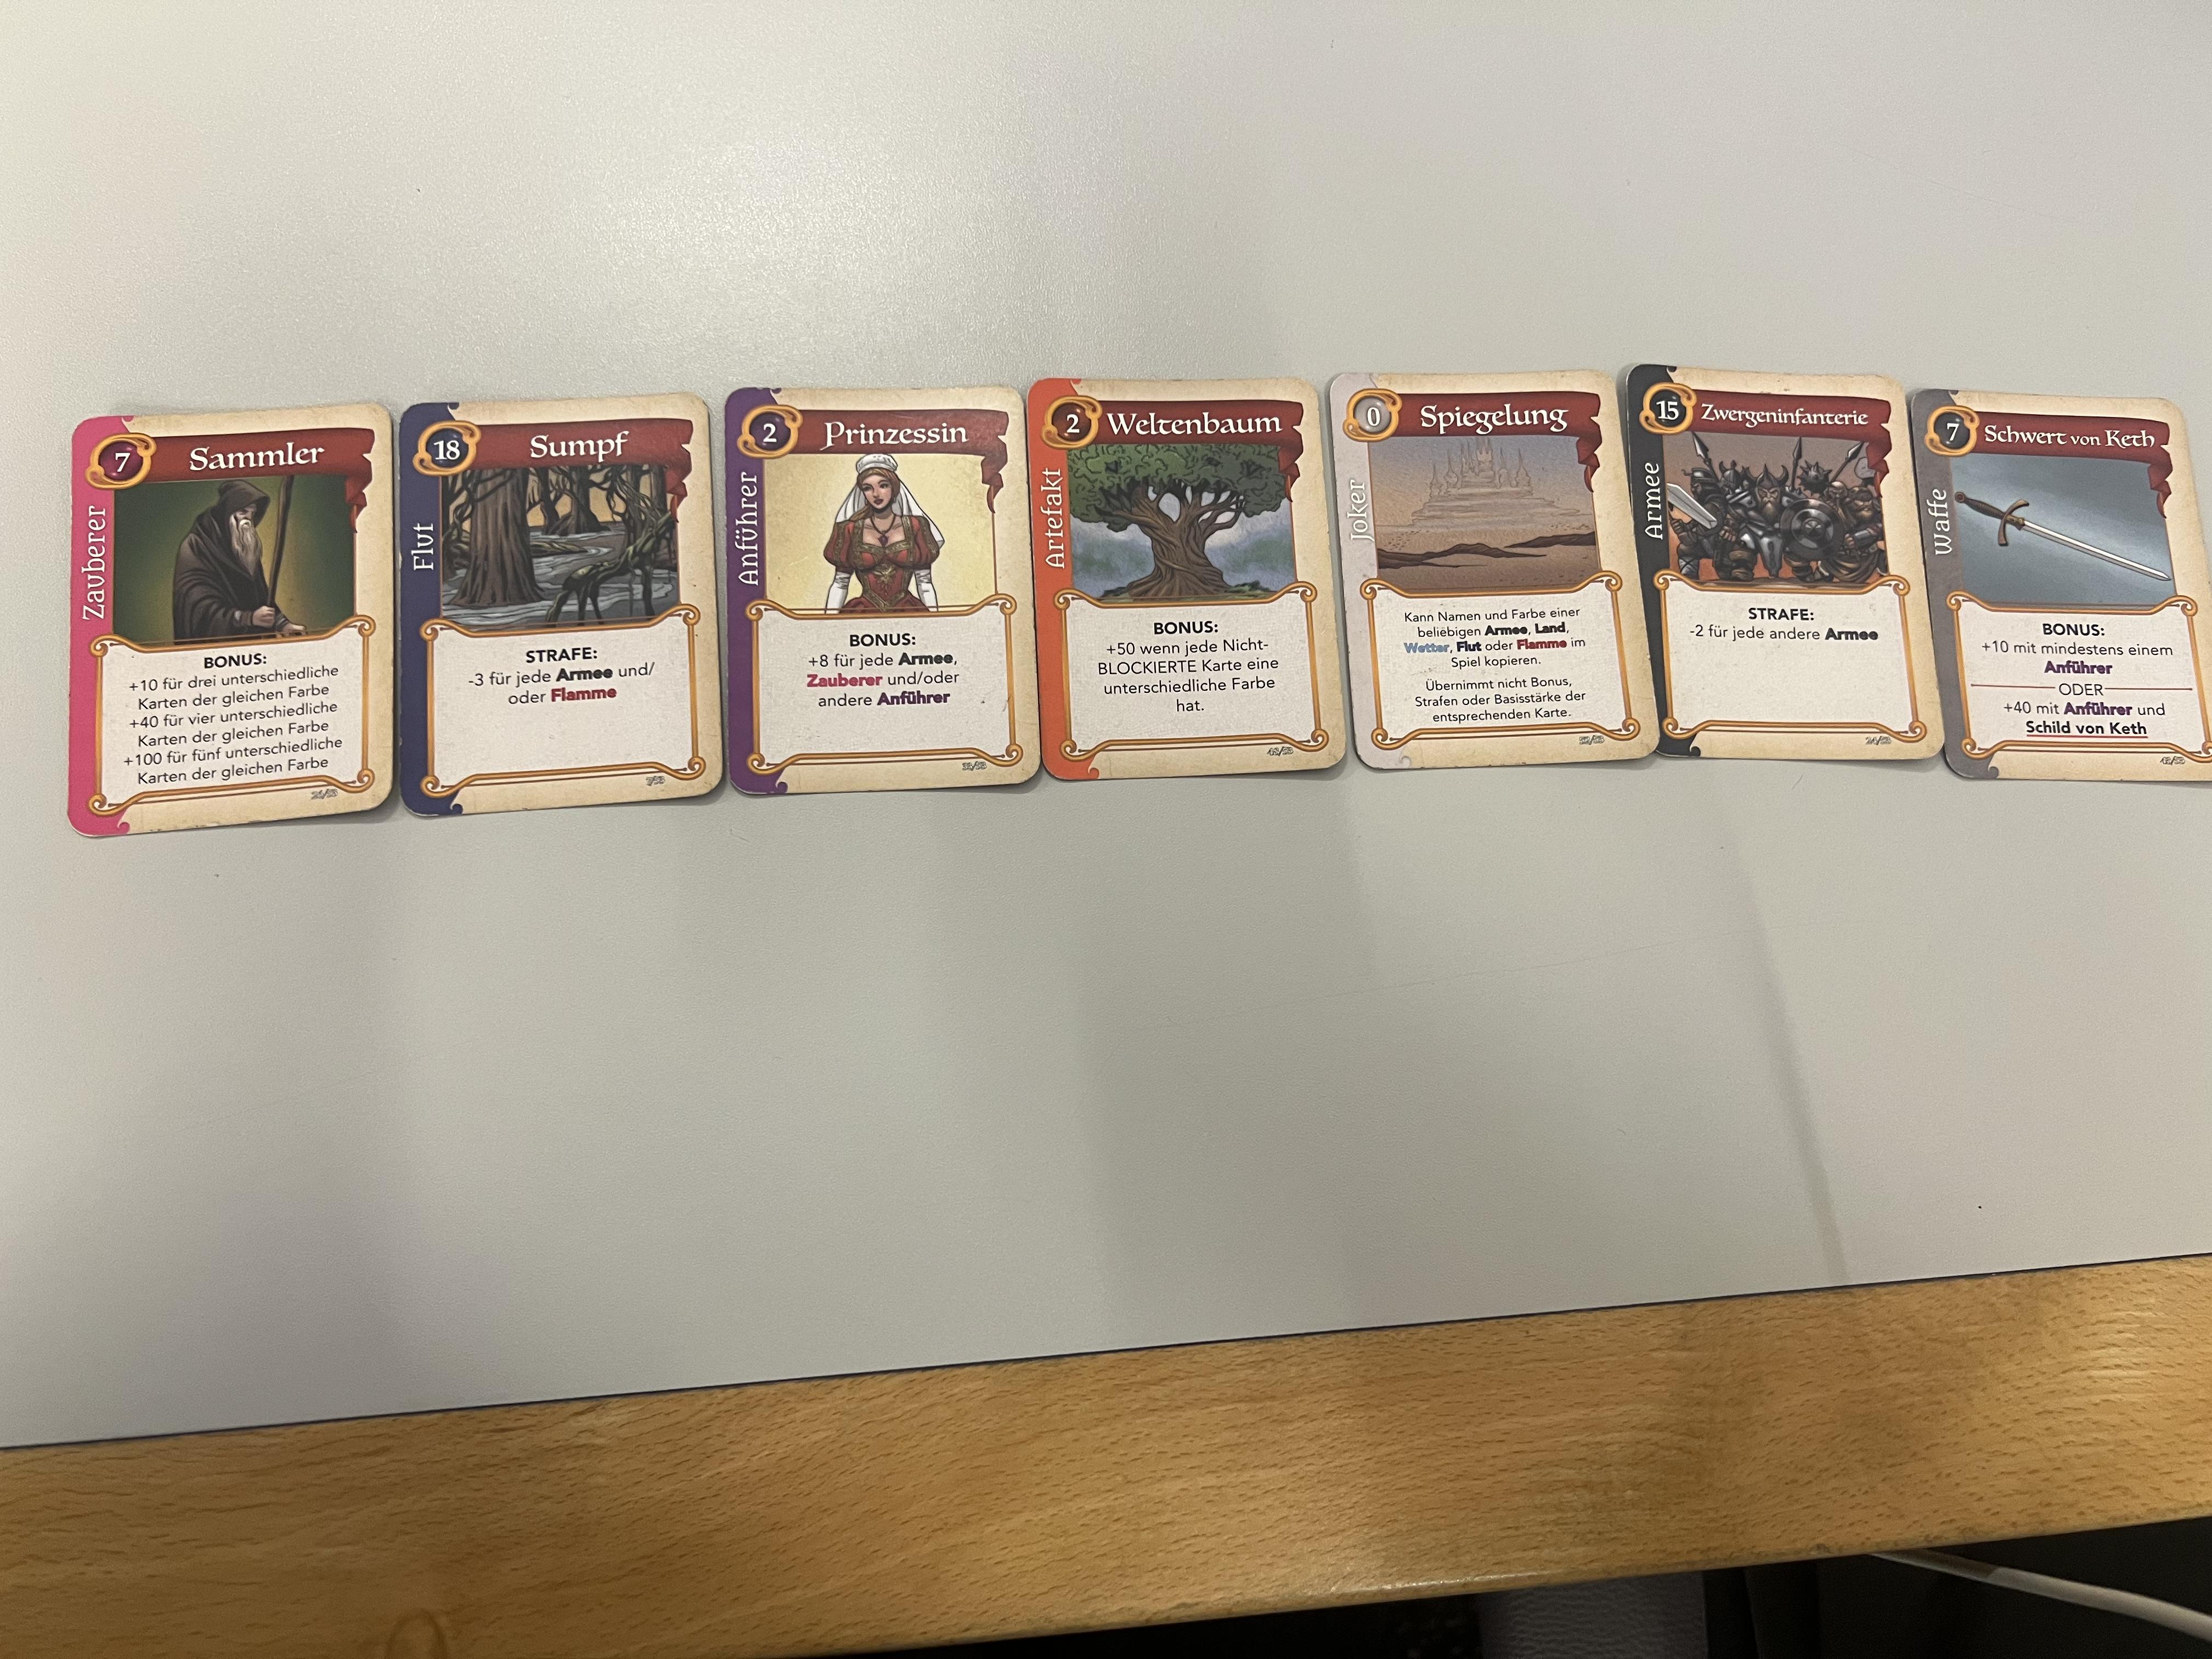 Zauberer
7
Sammler
BONUS:
+10 für drei unterschiedliche
Karten der gleichen Farbe
+40 für vier unterschiedliche
Karten der gleichen Farbe
+100 für fünf unterschiedliche
Karten der gleichen Farbe
Flut
18
Sumpf
STRAFE:
-3 für jede Armee und/
oder Flamme
Anführer
2
Prinzessin
BONUS:
+8 für jede Armee,
Zauberer und/oder
andere Anführer
Artefakt
2
Weltenbaum
BONUS:
+50 wenn jede Nicht-
BLOCKIERTE Karte eine
unterschiedliche Farbe
hat.
Joker
0
Spiegelung
Kann Namen und Farbe einer
beliebigen Armee, Land,
Wetter, Flut oder Flamme im
Spiel kopieren.
Übernimmt nicht Bonus,
Strafen oder Basisstärke der
entsprechenden Karte.
Armee
15
Zwergeninfanterie
STRAFE:
-2 für jede andere Armee
Waffe
7
Schwert von Keth
BONUS:
+10 mit mindestens einem
Anführer
ODER
+40 mit Anführer und
Schild von Keth